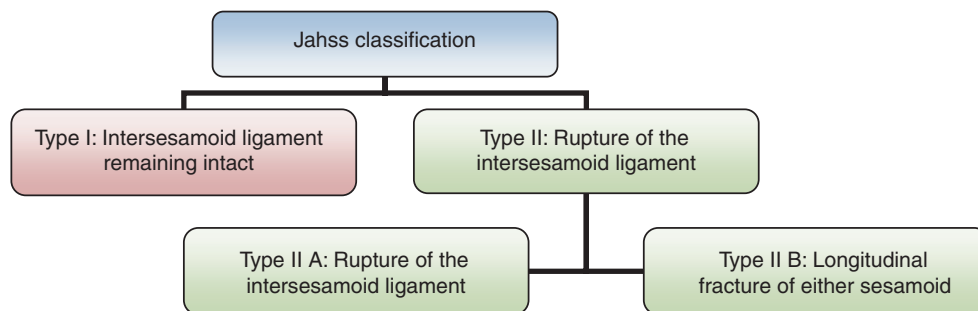 Jahss classification
Type I: Intersesamoid ligament
remaining intact
Type II: Rupture of the
intersesamoid ligament
Type II A: Rupture of the
intersesamoid ligament
Type II B: Longitudinal
fracture of either sesamoid